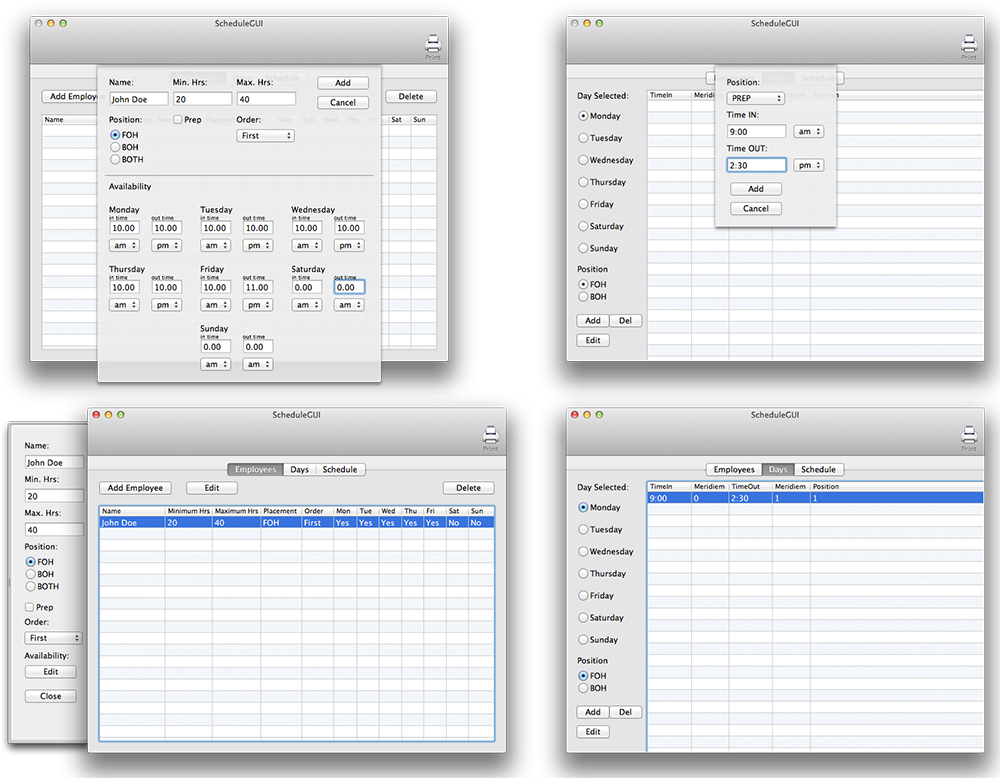 ScheduleGUI
Print
Name: Min. Hrs: Max. Hrs: Add
John Doe 20 40 Cancel
Add Employe Delete
Position: Prep Order:
FOH First
BOH
BOTH
Name Sat Sun
Availability
Monday Tuesday Wednesday
in time out time in time out time in time out time
10.00 10.00 10.00 10.00 10.00 10.00
am pm am pm am pm
Thursday Friday Saturday
in time out time in time out time in time out time
10.00 10.00 10.00 11.00 0.00 0.00
am pm am pm am am
Sunday
in time out time
0.00 0.00
am am
ScheduleGUI
Print
Day Selected: TimeIn Meridiem
Monday
Tuesday
Wednesday
Thursday
Friday
Saturday
Sunday
Position
FOH
BOH
Add Del
Edit
Position:
PREP
Time IN:
9:00 am
Time OUT:
2:30 pm
Add
Cancel
Name:
John Doe
Min. Hrs:
20
Max. Hrs:
40
Position:
FOH
BOH
BOTH
Prep
Order:
First
Availability:
Edit
Close
ScheduleGUI
Print
Employees Days Schedule
Add Employee Edit Delete
Name Minimum Hrs Maximum Hrs Placement Order Mon Tue Wed Thu Fri Sat Sun
John Doe 20 40 FOH First Yes Yes Yes Yes Yes No No
ScheduleGUI
Print
Employees Days Schedule
Day Selected:
Monday
Tuesday
Wednesday
Thursday
Friday
Saturday
Sunday
Position
FOH
BOH
Add Del
Edit
TimeIn Meridiem TimeOut Meridiem Position
9:00 0 2:30 1 1